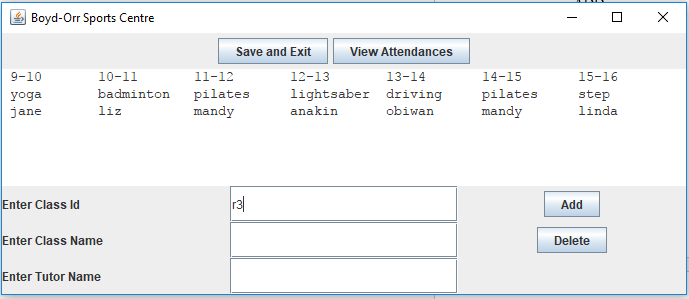 Boyd-Orr Sports Centre
Save and Exit View Attendances
9-10 10-11 11-12 12-13 13-14 14-15 15-16
yoga badminton pilates lightsaber driving pilates step
jane liz mandy anakin obiwan mandy linda
Enter Class Id r3 Add
Enter Class Name Delete
Enter Tutor Name